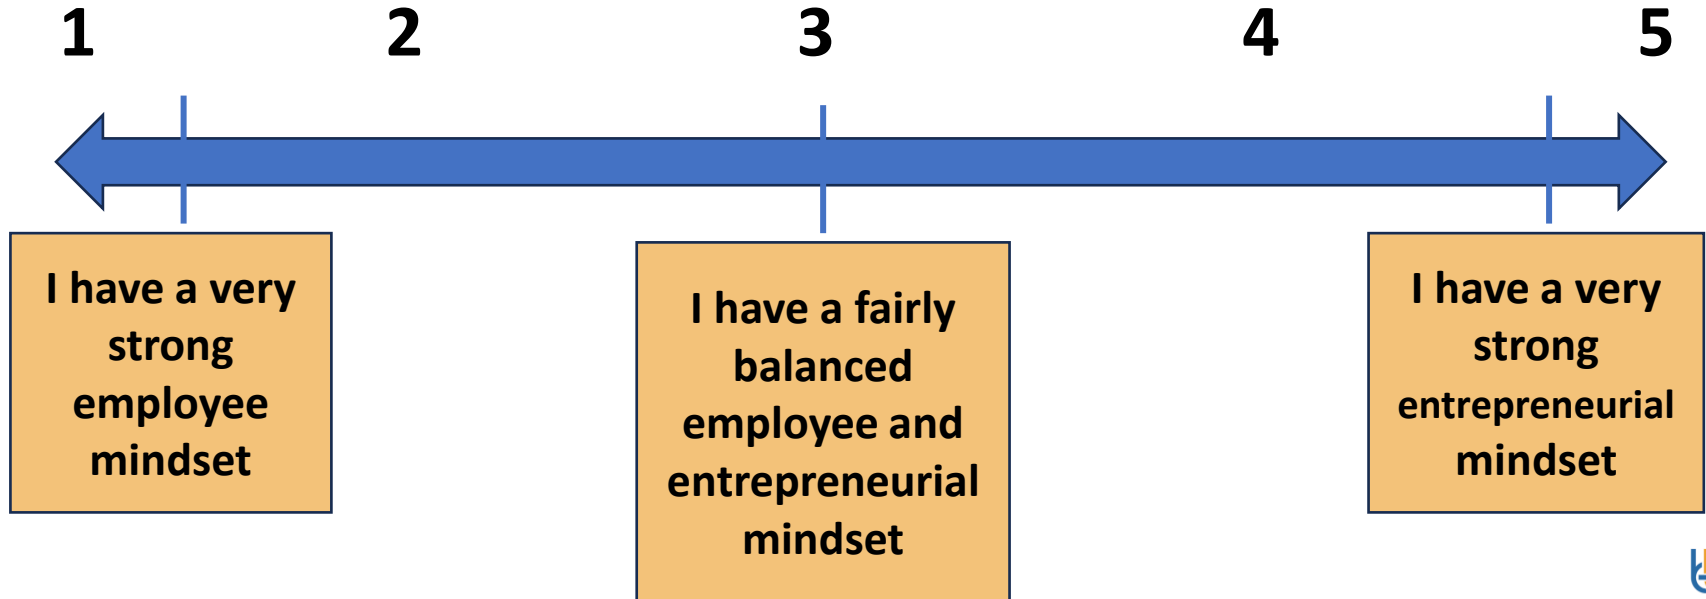 1 2 3 4 5
I have a very
strong
employee
mindset
I have a fairly
balanced
employee and
entrepreneurial
mindset
I have a very
strong
entrepreneurial
mindset